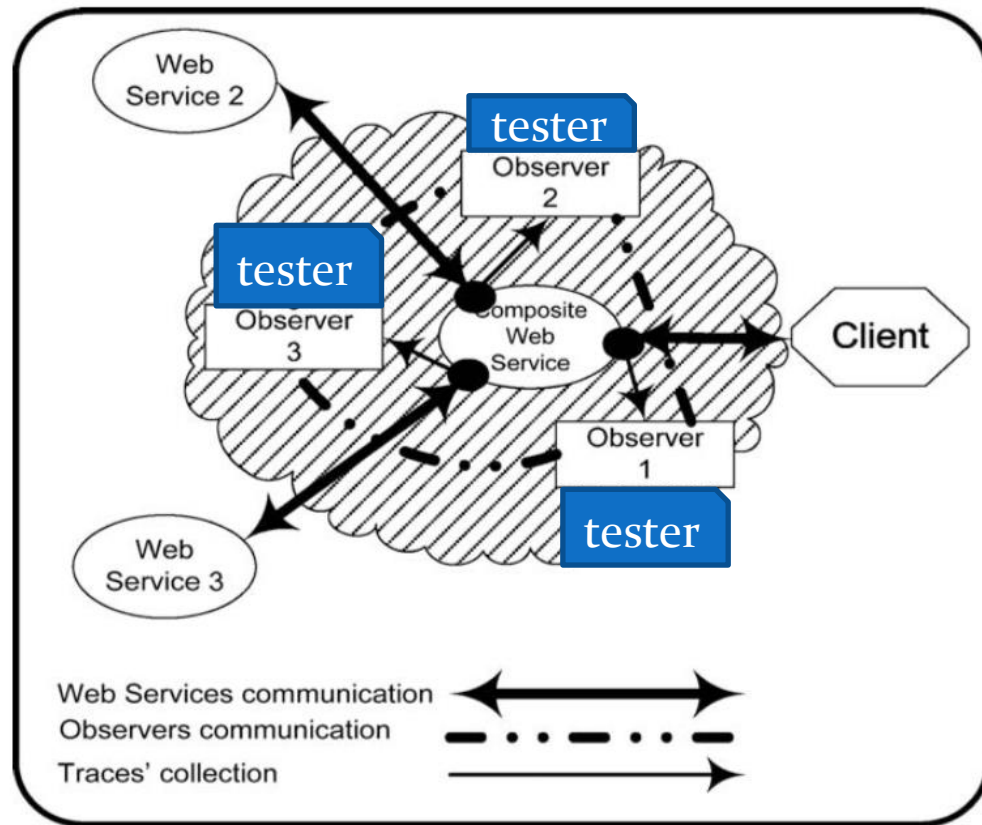 Web
Service 2
tester
Observer
2
tester
Observer
3
Composite
Web
Service
Client
Observer
1
tester
Web
Service 3
Web Services communication
Observers communication
Traces' collection